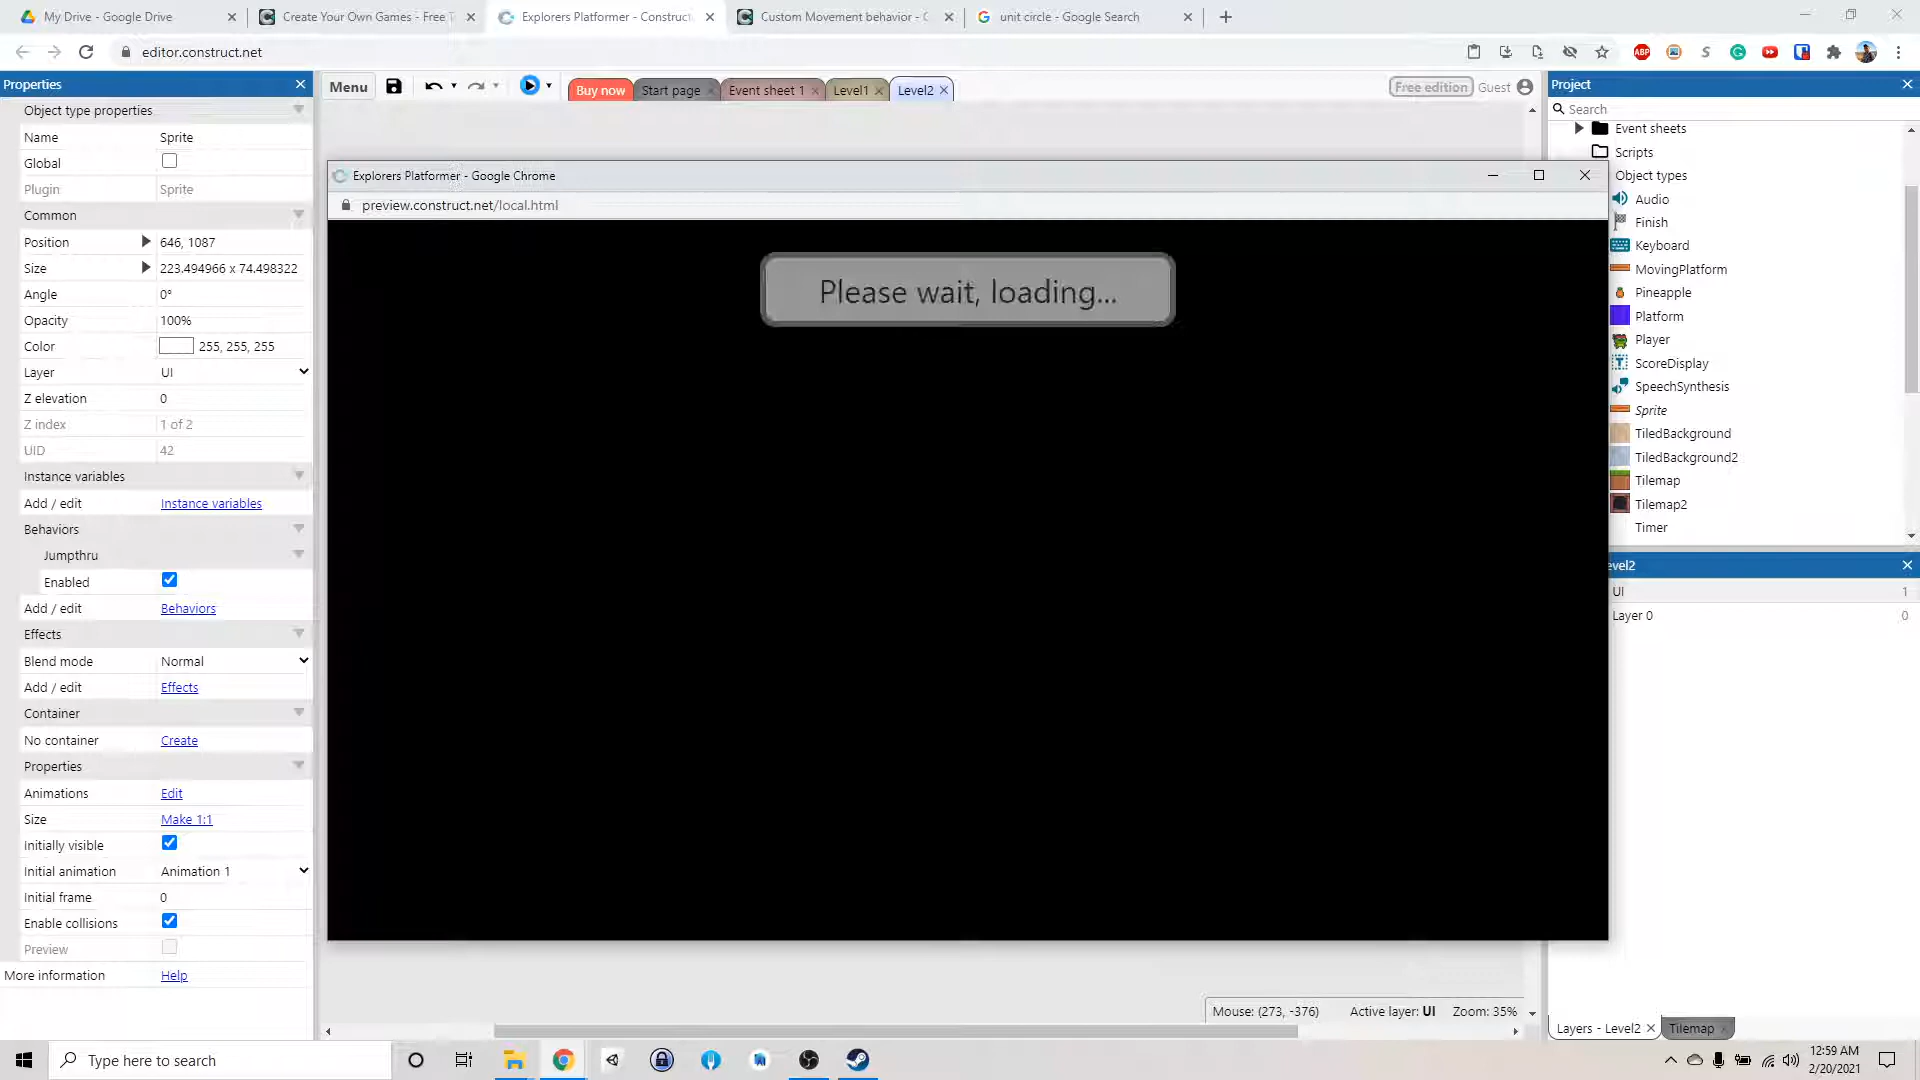 My Drive - Google Drive
Create Your Own Games - Free T
Explorers Platformer - Construct
Custom Movement behavior - C
unit circle - Google Search
editor.construct.net
Properties
Menu
Buy now
Start page
Event sheet 1
Level1
Level2
Free edition
Guest
Project
Object type properties
Search
Name Sprite
Global
Plugin Sprite
Common
Position 646, 1087
Size 223.494966 x 74.498322
Angle 0°
Opacity 100%
Color 255, 255, 255
Layer UI
Z elevation 0
Z index 1 of 2
UID 42
Instance variables
Add / edit Instance variables
Behaviors
Jumpthru
Enabled
Add / edit Behaviors
Effects
Blend mode Normal
Add / edit Effects
Container
No container Create
Properties
Animations Edit
Size Make 1:1
Initially visible
Initial animation Animation 1
Initial frame 0
Enable collisions
Preview
More information Help
Explorers Platformer - Google Chrome
preview.construct.net/local.html
Please wait, loading...
Event sheets
Scripts
Object types
Audio
Finish
Keyboard
MovingPlatform
Pineapple
Platform
Player
ScoreDisplay
SpeechSynthesis
Sprite
TiledBackground
TiledBackground2
Tilemap
Tilemap2
Timer
evel2
UI 1
Layer 0 0
Mouse: (273, -376) Active layer: UI Zoom: 35%
Layers - Level2
Tilemap
Type here to search
12:59 AM
2/20/2021